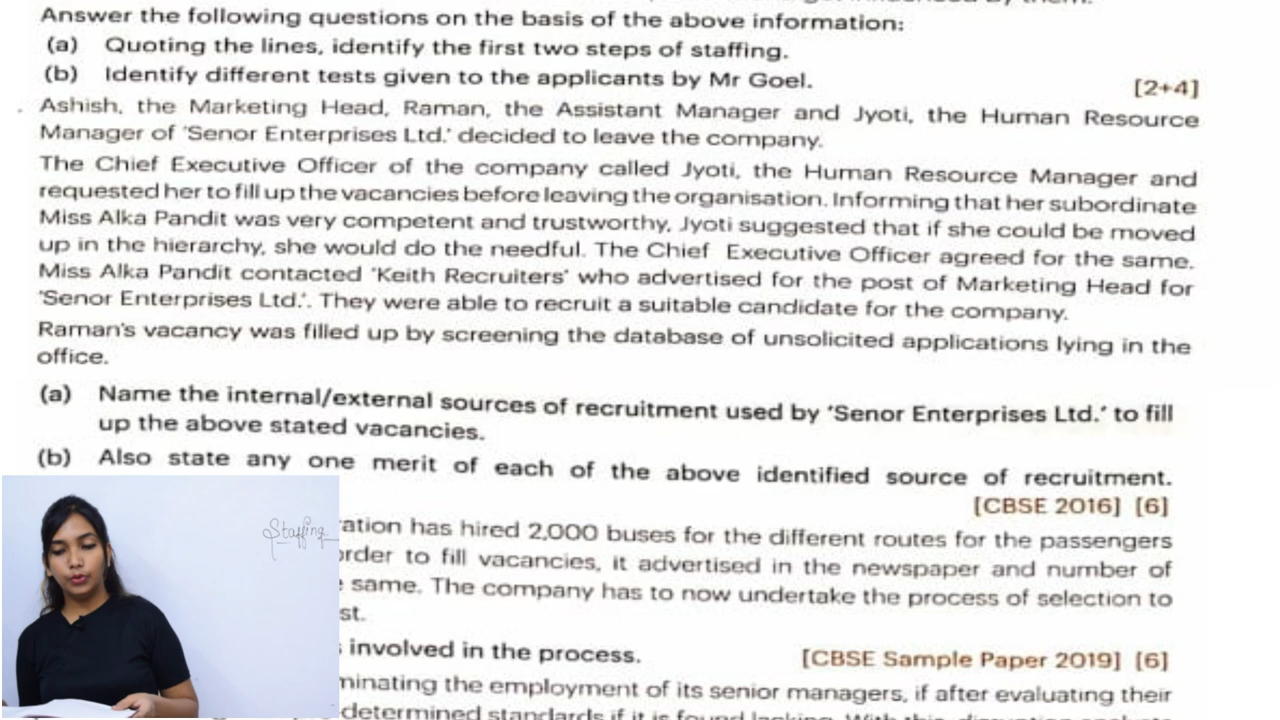 Answer the following questions on the basis of the above information:
(a) Quoting the lines, identify the first two steps of staffing.
(b) Identify different tests given to the applicants by Mr Goel. [2+4]
Ashish, the Marketing Head, Raman, the Assistant Manager and Jyoti, the Human Resource
Manager of 'Senor Enterprises Ltd.' decided to leave the company.
The Chief Executive Officer of the company called Jyoti, the Human Resource Manager and
requested her to fill up the vacancies before leaving the organisation. Informing that her subordinate
Miss Alka Pandit was very competent and trustworthy, Jyoti suggested that if she could be moved
up in the hierarchy, she would do the needful. The Chief Executive Officer agreed for the same.
Miss Alka Pandit contacted 'Keith Recruiters' who advertised for the post of Marketing Head for
'Senor Enterprises Ltd.'. They were able to recruit a suitable candidate for the company.
Raman's vacancy was filled up by screening the database of unsolicited applications lying in the
office.
(a) Name the internal/external sources of recruitment used by 'Senor Enterprises Ltd.' to fill
up the above stated vacancies.
(b) Also state any one merit of each of the above identified source of recruitment.
[CBSE 2016] [6]
Staffing
ation has hired 2,000 buses for the different routes for the passengers
order to fill vacancies, it advertised in the newspaper and number of
same. The company has to now undertake the process of selection to
st.
involved in the process. [CBSE Sample Paper 2019] [6]
minating the employment of its senior managers, if after evaluating their
determined standards if it is found lacking. With this